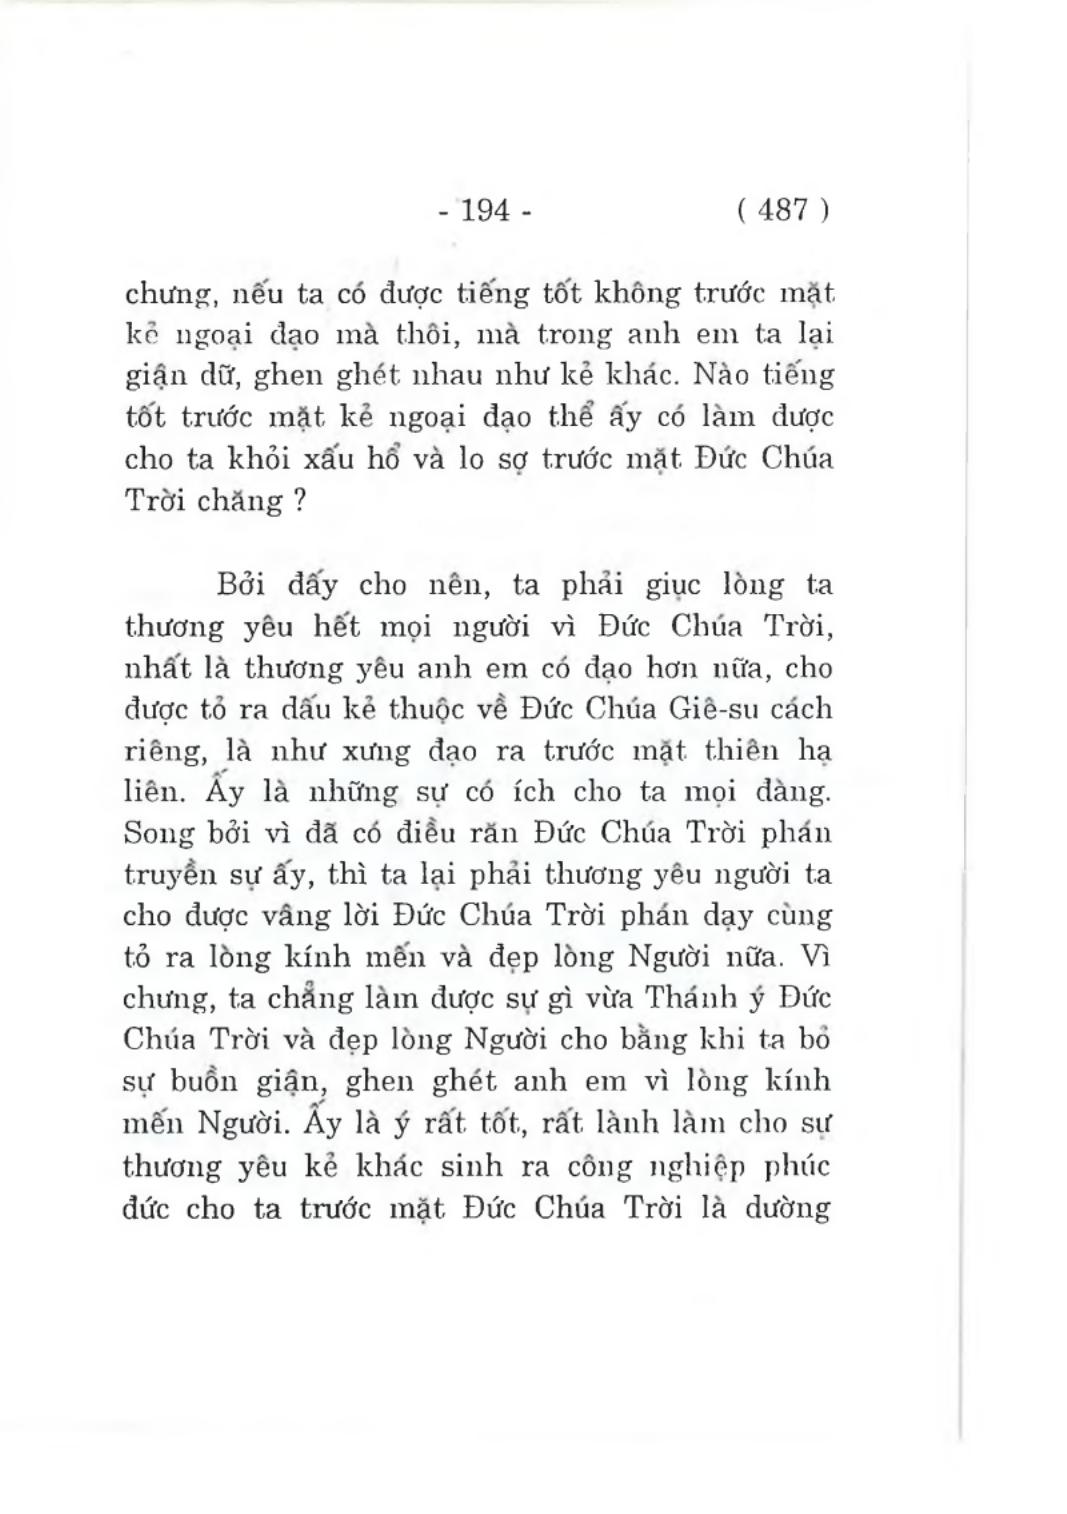 - 194 - ( 487 )
chưng, nếu ta có được tiếng tốt không trước mặt
kẻ ngoại đạo mà thôi, mà trong anh em ta lại
giận dữ, ghen ghét nhau như kẻ khác. Nào tiếng
tốt trước mặt kẻ ngoại đạo thể ấy có làm được
cho ta khỏi xấu hổ và lo sợ trước mặt Đức Chúa
Trời chăng ?
Bởi đấy cho nên, ta phải giục lòng ta
thương yêu hết mọi người vì Đức Chúa Trời,
nhất là thương yêu anh em có đạo hơn nữa, cho
được tỏ ra dấu kẻ thuộc về Đức Chúa Giê-su cách
riêng, là như xưng đạo ra trước mặt thiên hạ
liên. Ấy là những sự có ích cho ta mọi đàng.
Song bởi vì đã có điều răn Đức Chúa Trời phán
truyền sự ấy, thì ta lại phải thương yêu người ta
cho được vâng lời Đức Chúa Trời phán dạy cùng
tỏ ra lòng kính mến và đẹp lòng Người nữa. Vì
chưng, ta chẳng làm được sự gì vừa Thánh ý Đức
Chúa Trời và đẹp lòng Người cho bằng khi ta bỏ
sự buồn giận, ghen ghét anh em vì lòng kính
mến Người. Ấy là ý rất tốt, rất lành làm cho sự
thương yêu kẻ khác sinh ra công nghiệp phúc
đức cho ta trước mặt Đức Chúa Trời là dường